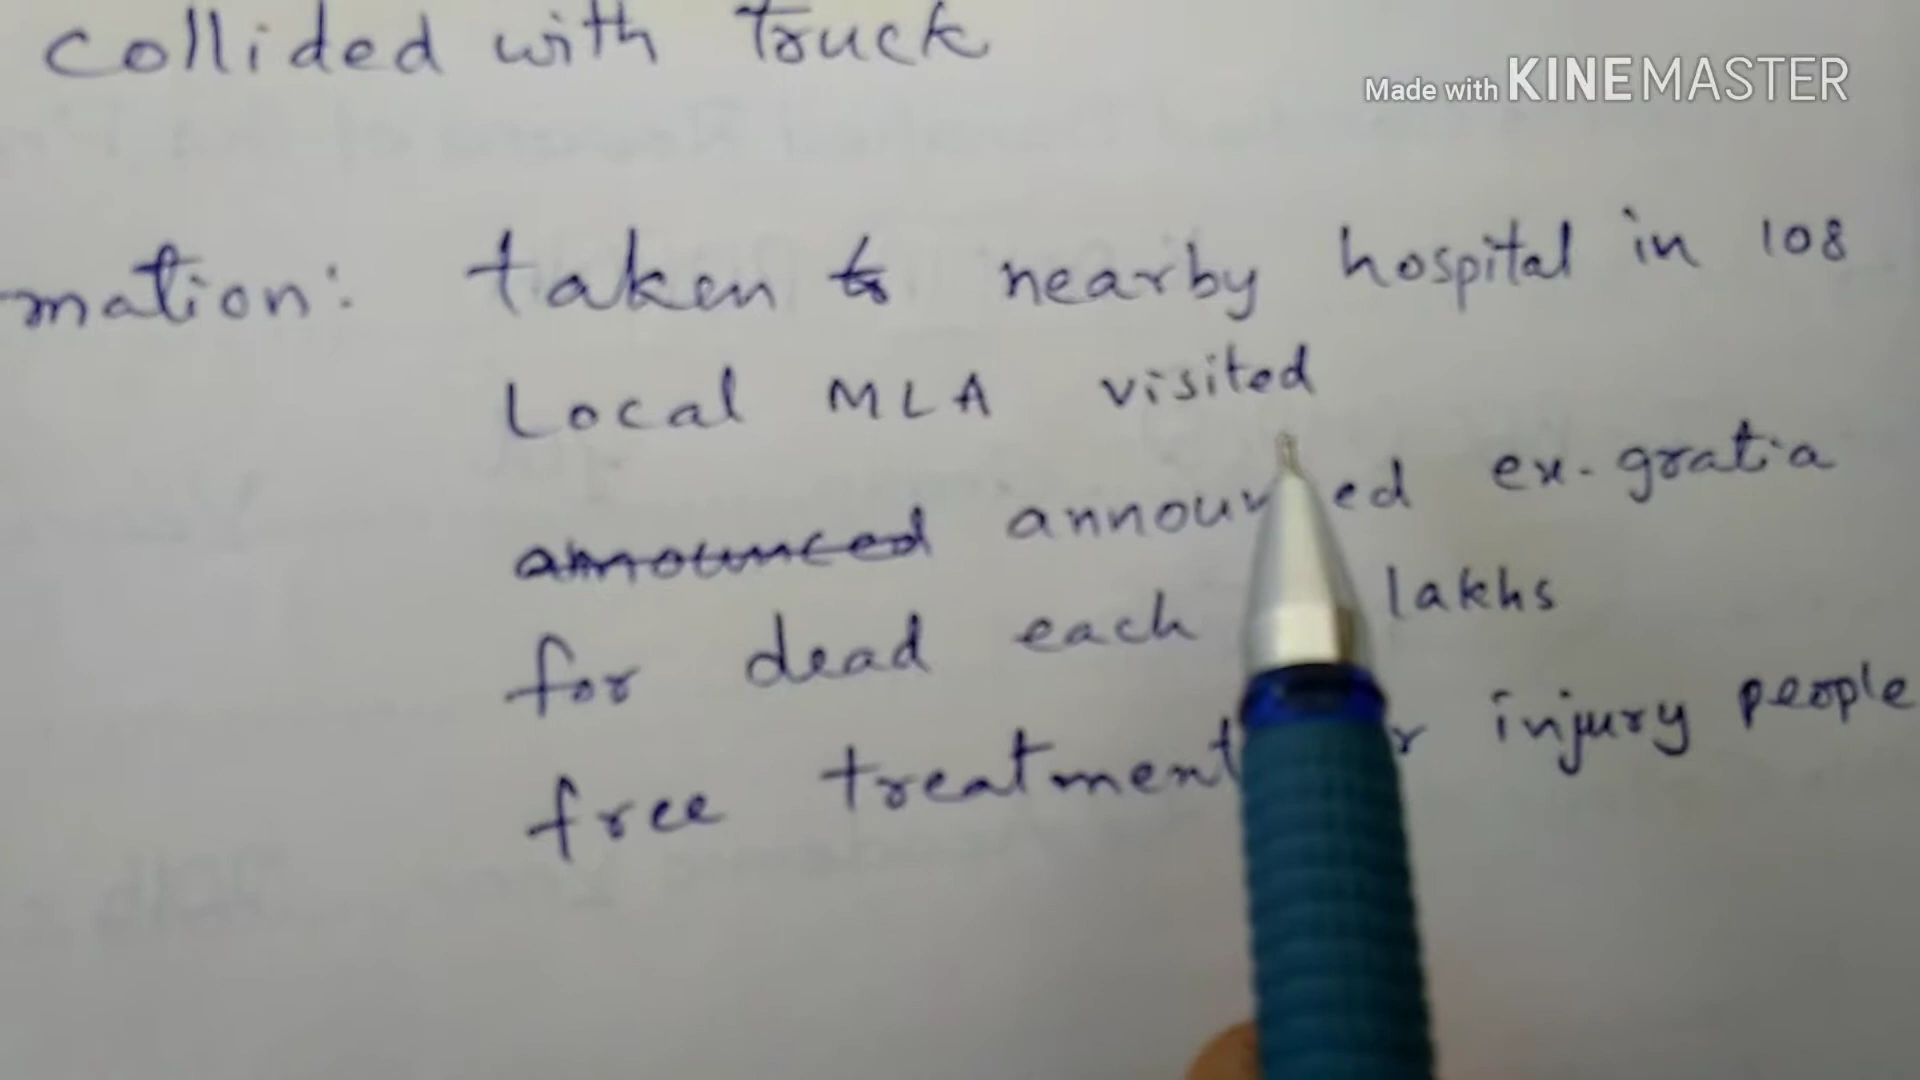 collided with truck
Made with KINEMASTER
mation: taken to nearby hospital in 108
Local MLA visited
announced announced ex-gratia
for dead each lakhs
free treatment injury people